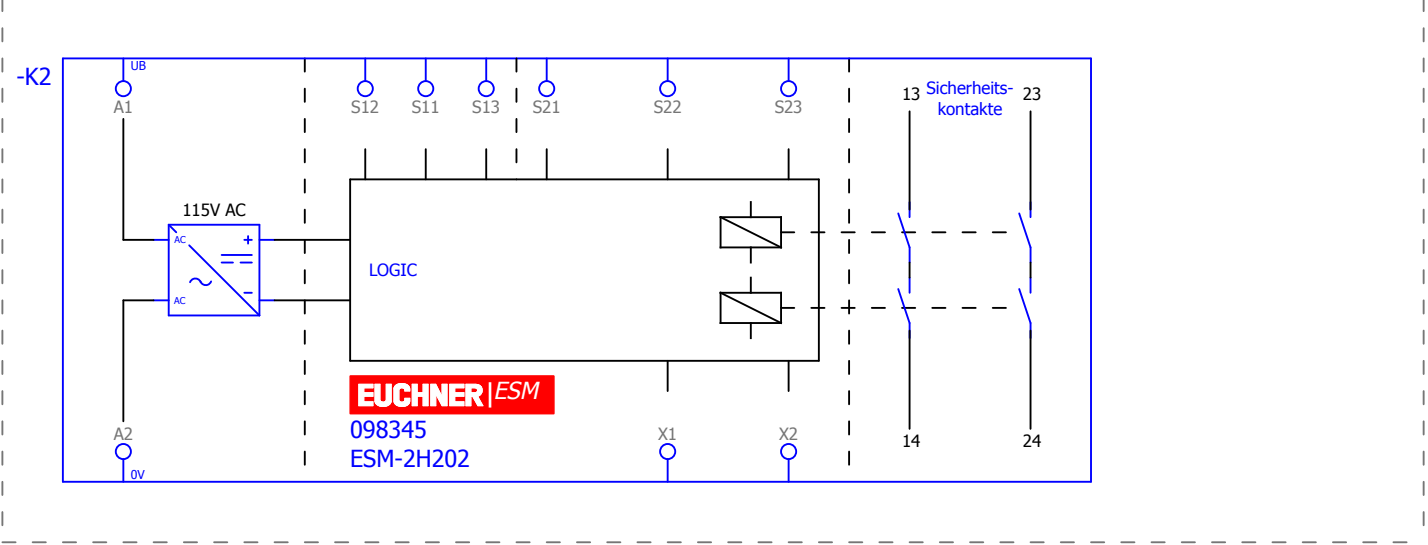 -K2
UB
A1
S12
S11
S13
S21
S22
S23
13
Sicherheits-
kontakte
23
115V AC
AC
+
AC
-
LOGIC
EUCHNER|ESM
098345
ESM-2H202
A2
0V
X1
X2
14
24